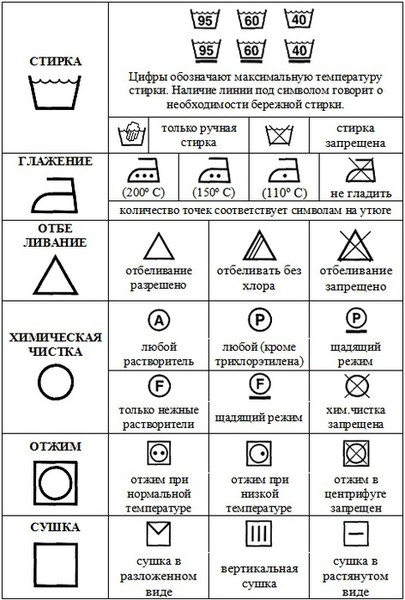 СТИРКА
95 60 40
95 60 40
Цифры обозначают максимальную температуру
стирки. Наличие линии под символом говорит о
необходимости бережной стирки.
только ручная
стирка
стирка
запрещена
ГЛАЖЕНИЕ
(200° C)
(150° C)
(110° C)
не гладить
количество точек соответствует символам на утюге
ОТБЕ
ЛИВАНИЕ
отбеливание
разрешено
отбеливать без
хлора
отбеливание
запрещено
ХИМИЧЕСКАЯ
ЧИСТКА
A
любой
растворитель
P
любой (кроме
трихлорэтилена)
P
щадящий
режим
F
только нежные
растворители
F
щадящий режим
хим.чистка
запрещена
ОТЖИМ
отжим при
нормальной
температуре
отжим при
низкой
температуре
отжим в
центрифуге
запрещен
СУШКА
сушка в
разложенном
виде
вертикальная
сушка
сушка в
растянутом
виде